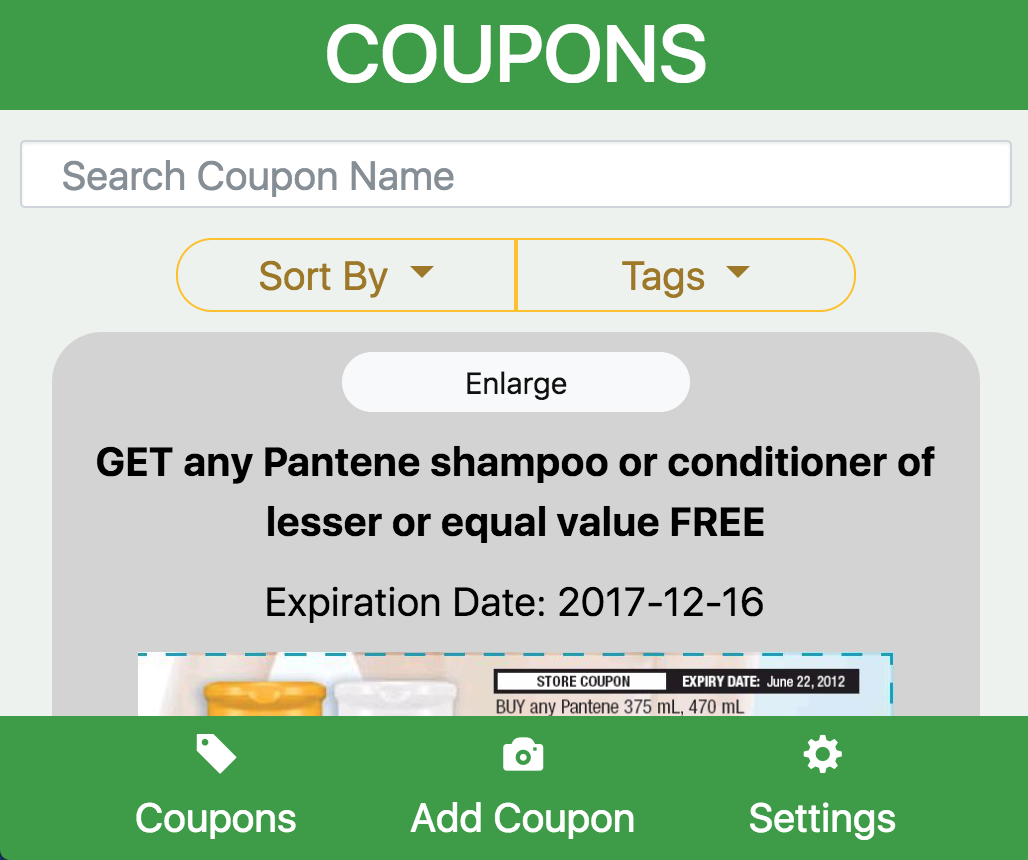 COUPONS
Search Coupon Name
Sort By
Tags
Enlarge
GET any Pantene shampoo or conditioner of
lesser or equal value FREE
Expiration Date: 2017-12-16
STORE COUPON
EXPIRY DATE: June 22, 2012
BUY any Pantene 375 mL, 470 mL
Coupons
Add Coupon
Settings